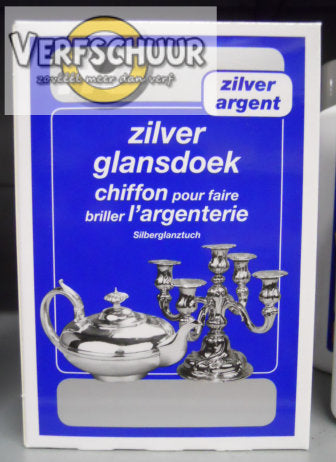 VERFSCHUUR
zoveel meer dan verf
zilver
argent
zilver
glansdoek
chiffon pour faire
briller l'argenterie
Silberglanztuch